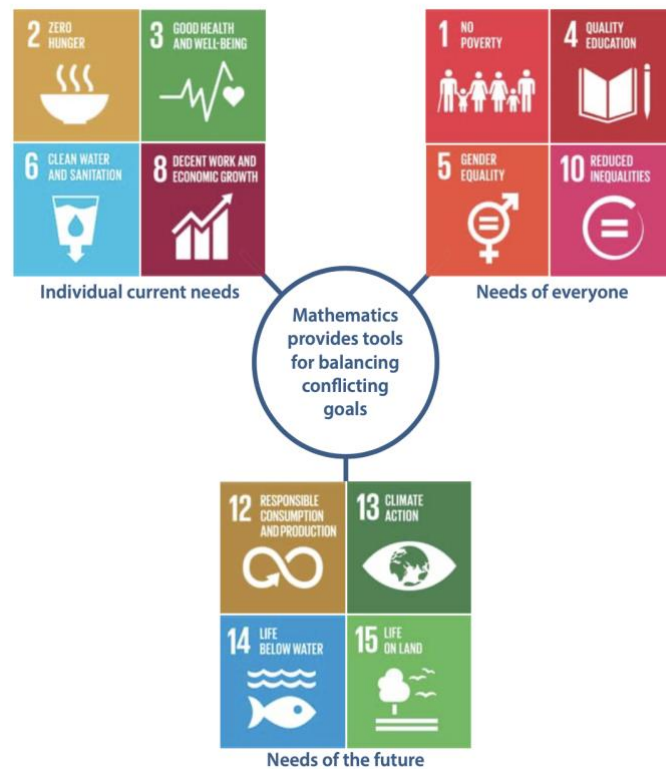 2 ZERO
HUNGER
3 GOOD HEALTH
AND WELL-BEING
6 CLEAN WATER
AND SANITATION
8 DECENT WORK AND
ECONOMIC GROWTH
Individual current needs
1 NO
POVERTY
4 QUALITY
EDUCATION
5 GENDER
EQUALITY
10 REDUCED
INEQUALITIES
Needs of everyone
Mathematics
provides tools
for balancing
conflicting
goals
12 RESPONSIBLE
CONSUMPTION
AND PRODUCTION
13 CLIMATE
ACTION
14 LIFE
BELOW WATER
15 LIFE
ON LAND
Needs of the future